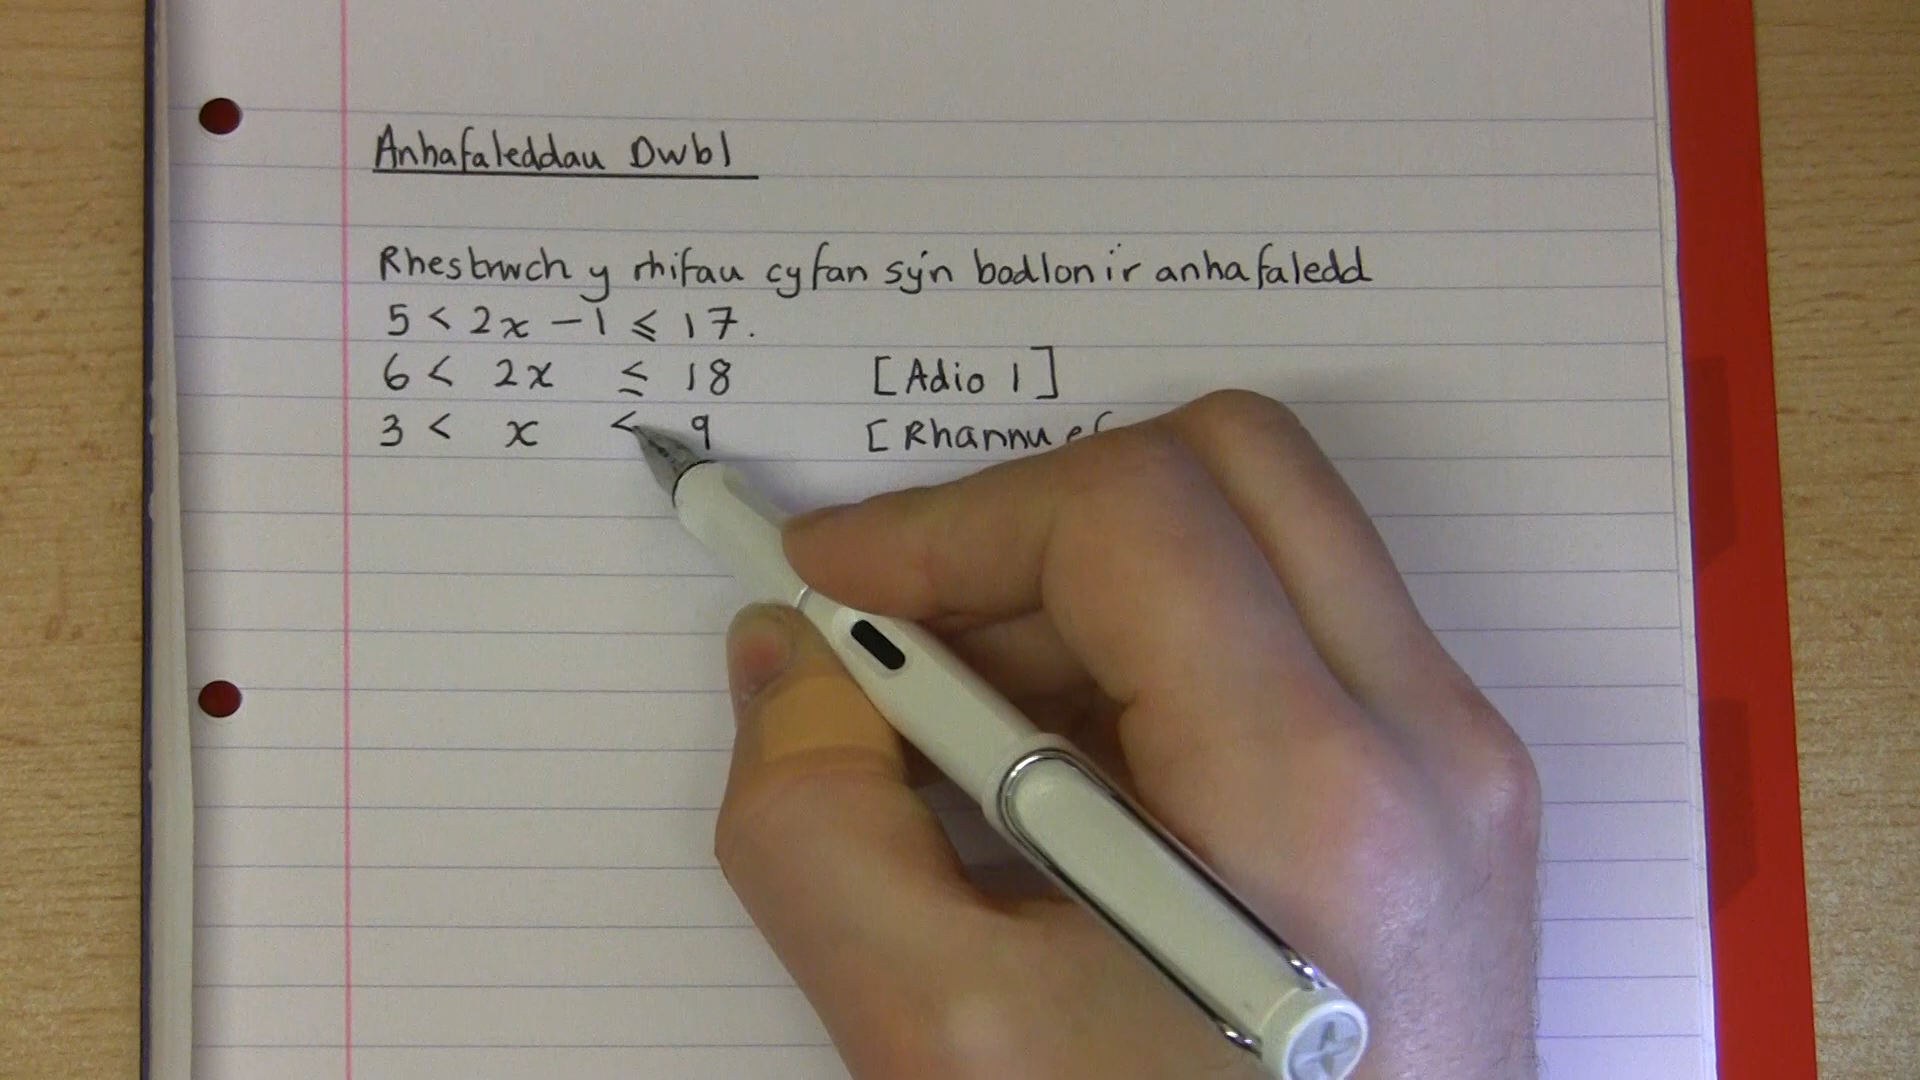 Anhafaleddau Dwbl
Rhestrwch y rhifau cyfan sy'n bodloni'r anhafaledd
5 < 2x - 1 ⩽ 17.
6 < 2x ≤ 18 [Adio 1]
3 < x < 9 [Rhannu ef